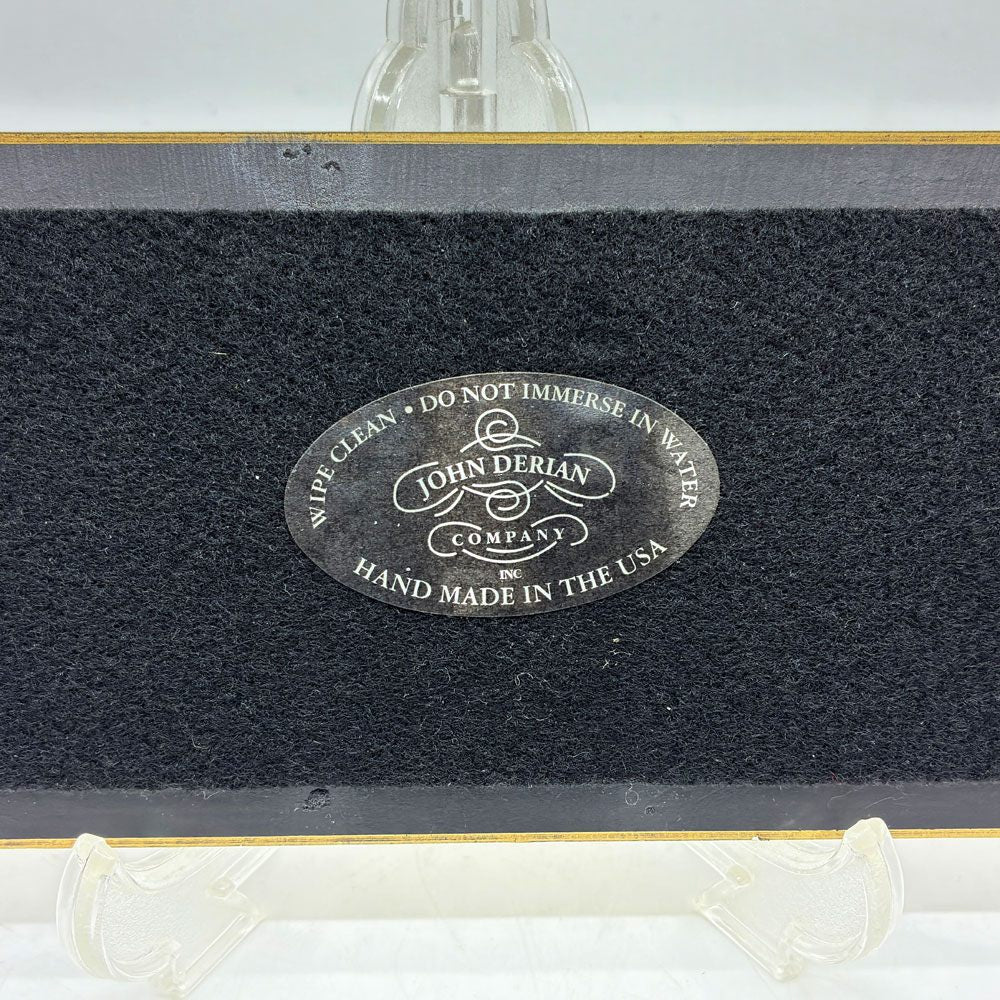 WIPE CLEAN • DO NOT IMMERSE IN WATER
JOHN DERIAN
COMPANY
INC
HAND MADE IN THE USA